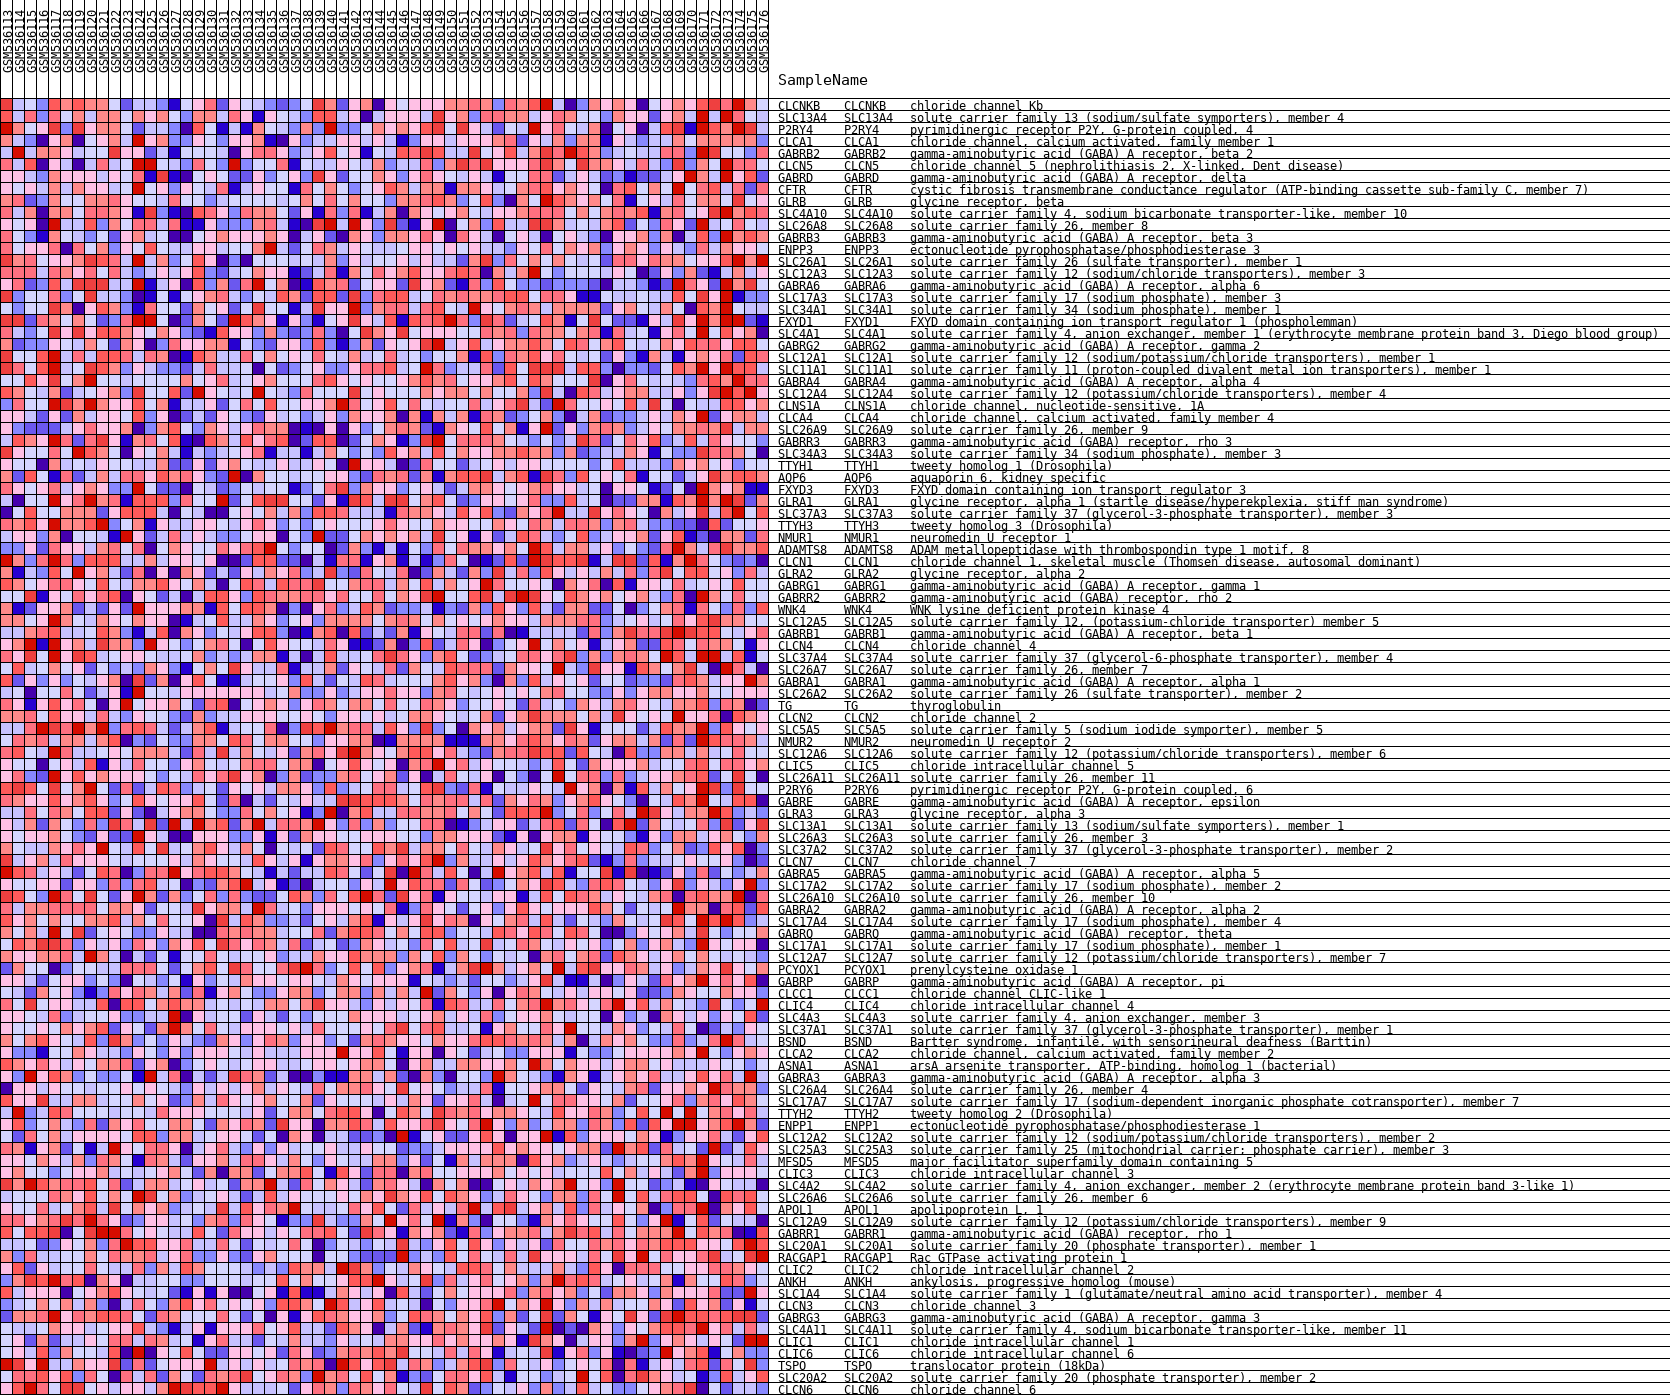 GSM536113 GSM536114 GSM536115 GSM536116 GSM536118 GSM536119 GSM536120 GSM536121 GSM536122 GSM536123 GSM536124 GSM536125 GSM536126 GSM536127 GSM536128 GSM536129 GSM536130 GSM536131 GSM536132 GSM536133 GSM536134 GSM536135 GSM536136 GSM536137 GSM536138 GSM536139 GSM536140 GSM536141 GSM536142 GSM536143 GSM536144 GSM536145 GSM536146 GSM536147 GSM536148 GSM536149 GSM536150 GSM536151 GSM536152 GSM536153 GSM536154 GSM536155 GSM536156 GSM536157 GSM536158 GSM536159 GSM536160 GSM536161 GSM536162 GSM536163 GSM536164 GSM536165 GSM536166 GSM536167 GSM536168 GSM536169 GSM536170 GSM536171 GSM536172 GSM536173 GSM536174 GSM536175 GSM536176
SampleName
CLCNKB CLCNKB chloride channel Kb
SLC13A4 SLC13A4 solute carrier family 13 (sodium/sulfate symporters), member 4
P2RY4 P2RY4 pyrimidinergic receptor P2Y, G-protein coupled, 4
CLCA1 CLCA1 chloride channel, calcium activated, family member 1
GABRB2 GABRB2 gamma-aminobutyric acid (GABA) A receptor, beta 2
CLCN5 CLCN5 chloride channel 5 (nephrolithiasis 2, X-linked, Dent disease)
GABRD GABRD gamma-aminobutyric acid (GABA) A receptor, delta
CFTR CFTR cystic fibrosis transmembrane conductance regulator (ATP-binding cassette sub-family C, member 7)
GLRB GLRB glycine receptor, beta
SLC4A10 SLC4A10 solute carrier family 4, sodium bicarbonate transporter-like, member 10
SLC26A8 SLC26A8 solute carrier family 26, member 8
GABRB3 GABRB3 gamma-aminobutyric acid (GABA) A receptor, beta 3
ENPP3 ENPP3 ectonucleotide pyrophosphatase/phosphodiesterase 3
SLC26A1 SLC26A1 solute carrier family 26 (sulfate transporter), member 1
SLC12A3 SLC12A3 solute carrier family 12 (sodium/chloride transporters), member 3
GABRA6 GABRA6 gamma-aminobutyric acid (GABA) A receptor, alpha 6
SLC17A3 SLC17A3 solute carrier family 17 (sodium phosphate), member 3
SLC34A1 SLC34A1 solute carrier family 34 (sodium phosphate), member 1
FXYD1 FXYD1 FXYD domain containing ion transport regulator 1 (phospholemman)
SLC4A1 SLC4A1 solute carrier family 4, anion exchanger, member 1 (erythrocyte membrane protein band 3, Diego blood group)
GABRG2 GABRG2 gamma-aminobutyric acid (GABA) A receptor, gamma 2
SLC12A1 SLC12A1 solute carrier family 12 (sodium/potassium/chloride transporters), member 1
SLC11A1 SLC11A1 solute carrier family 11 (proton-coupled divalent metal ion transporters), member 1
GABRA4 GABRA4 gamma-aminobutyric acid (GABA) A receptor, alpha 4
SLC12A4 SLC12A4 solute carrier family 12 (potassium/chloride transporters), member 4
CLNS1A CLNS1A chloride channel, nucleotide-sensitive, 1A
CLCA4 CLCA4 chloride channel, calcium activated, family member 4
SLC26A9 SLC26A9 solute carrier family 26, member 9
GABRR3 GABRR3 gamma-aminobutyric acid (GABA) receptor, rho 3
SLC34A3 SLC34A3 solute carrier family 34 (sodium phosphate), member 3
TTYH1 TTYH1 tweety homolog 1 (Drosophila)
AQP6 AQP6 aquaporin 6, kidney specific
FXYD3 FXYD3 FXYD domain containing ion transport regulator 3
GLRA1 GLRA1 glycine receptor, alpha 1 (startle disease/hyperekplexia, stiff man syndrome)
SLC37A3 SLC37A3 solute carrier family 37 (glycerol-3-phosphate transporter), member 3
TTYH3 TTYH3 tweety homolog 3 (Drosophila)
NMUR1 NMUR1 neuromedin U receptor 1
ADAMTS8 ADAMTS8 ADAM metallopeptidase with thrombospondin type 1 motif, 8
CLCN1 CLCN1 chloride channel 1, skeletal muscle (Thomsen disease, autosomal dominant)
GLRA2 GLRA2 glycine receptor, alpha 2
GABRG1 GABRG1 gamma-aminobutyric acid (GABA) A receptor, gamma 1
GABRR2 GABRR2 gamma-aminobutyric acid (GABA) receptor, rho 2
WNK4 WNK4 WNK lysine deficient protein kinase 4
SLC12A5 SLC12A5 solute carrier family 12, (potassium-chloride transporter) member 5
GABRB1 GABRB1 gamma-aminobutyric acid (GABA) A receptor, beta 1
CLCN4 CLCN4 chloride channel 4
SLC37A4 SLC37A4 solute carrier family 37 (glycerol-6-phosphate transporter), member 4
SLC26A7 SLC26A7 solute carrier family 26, member 7
GABRA1 GABRA1 gamma-aminobutyric acid (GABA) A receptor, alpha 1
SLC26A2 SLC26A2 solute carrier family 26 (sulfate transporter), member 2
TG TG thyroglobulin
CLCN2 CLCN2 chloride channel 2
SLC5A5 SLC5A5 solute carrier family 5 (sodium iodide symporter), member 5
NMUR2 NMUR2 neuromedin U receptor 2
SLC12A6 SLC12A6 solute carrier family 12 (potassium/chloride transporters), member 6
CLIC5 CLIC5 chloride intracellular channel 5
SLC26A11 SLC26A11 solute carrier family 26, member 11
P2RY6 P2RY6 pyrimidinergic receptor P2Y, G-protein coupled, 6
GABRE GABRE gamma-aminobutyric acid (GABA) A receptor, epsilon
GLRA3 GLRA3 glycine receptor, alpha 3
SLC13A1 SLC13A1 solute carrier family 13 (sodium/sulfate symporters), member 1
SLC26A3 SLC26A3 solute carrier family 26, member 3
SLC37A2 SLC37A2 solute carrier family 37 (glycerol-3-phosphate transporter), member 2
CLCN7 CLCN7 chloride channel 7
GABRA5 GABRA5 gamma-aminobutyric acid (GABA) A receptor, alpha 5
SLC17A2 SLC17A2 solute carrier family 17 (sodium phosphate), member 2
SLC26A10 SLC26A10 solute carrier family 26, member 10
GABRA2 GABRA2 gamma-aminobutyric acid (GABA) A receptor, alpha 2
SLC17A4 SLC17A4 solute carrier family 17 (sodium phosphate), member 4
GABRQ GABRQ gamma-aminobutyric acid (GABA) receptor, theta
SLC17A1 SLC17A1 solute carrier family 17 (sodium phosphate), member 1
SLC12A7 SLC12A7 solute carrier family 12 (potassium/chloride transporters), member 7
PCYOX1 PCYOX1 prenylcysteine oxidase 1
GABRP GABRP gamma-aminobutyric acid (GABA) A receptor, pi
CLCC1 CLCC1 chloride channel CLIC-like 1
CLIC4 CLIC4 chloride intracellular channel 4
SLC4A3 SLC4A3 solute carrier family 4, anion exchanger, member 3
SLC37A1 SLC37A1 solute carrier family 37 (glycerol-3-phosphate transporter), member 1
BSND BSND Bartter syndrome, infantile, with sensorineural deafness (Barttin)
CLCA2 CLCA2 chloride channel, calcium activated, family member 2
ASNA1 ASNA1 arsA arsenite transporter, ATP-binding, homolog 1 (bacterial)
GABRA3 GABRA3 gamma-aminobutyric acid (GABA) A receptor, alpha 3
SLC26A4 SLC26A4 solute carrier family 26, member 4
SLC17A7 SLC17A7 solute carrier family 17 (sodium-dependent inorganic phosphate cotransporter), member 7
TTYH2 TTYH2 tweety homolog 2 (Drosophila)
ENPP1 ENPP1 ectonucleotide pyrophosphatase/phosphodiesterase 1
SLC12A2 SLC12A2 solute carrier family 12 (sodium/potassium/chloride transporters), member 2
SLC25A3 SLC25A3 solute carrier family 25 (mitochondrial carrier; phosphate carrier), member 3
MFSD5 MFSD5 major facilitator superfamily domain containing 5
CLIC3 CLIC3 chloride intracellular channel 3
SLC4A2 SLC4A2 solute carrier family 4, anion exchanger, member 2 (erythrocyte membrane protein band 3-like 1)
SLC26A6 SLC26A6 solute carrier family 26, member 6
APOL1 APOL1 apolipoprotein L, 1
SLC12A9 SLC12A9 solute carrier family 12 (potassium/chloride transporters), member 9
GABRR1 GABRR1 gamma-aminobutyric acid (GABA) receptor, rho 1
SLC20A1 SLC20A1 solute carrier family 20 (phosphate transporter), member 1
RACGAP1 RACGAP1 Rac GTPase activating protein 1
CLIC2 CLIC2 chloride intracellular channel 2
ANKH ANKH ankylosis, progressive homolog (mouse)
SLC1A4 SLC1A4 solute carrier family 1 (glutamate/neutral amino acid transporter), member 4
CLCN3 CLCN3 chloride channel 3
GABRG3 GABRG3 gamma-aminobutyric acid (GABA) A receptor, gamma 3
SLC4A11 SLC4A11 solute carrier family 4, sodium bicarbonate transporter-like, member 11
CLIC1 CLIC1 chloride intracellular channel 1
CLIC6 CLIC6 chloride intracellular channel 6
TSPO TSPO translocator protein (18kDa)
SLC20A2 SLC20A2 solute carrier family 20 (phosphate transporter), member 2
CLCN6 CLCN6 chloride channel 6